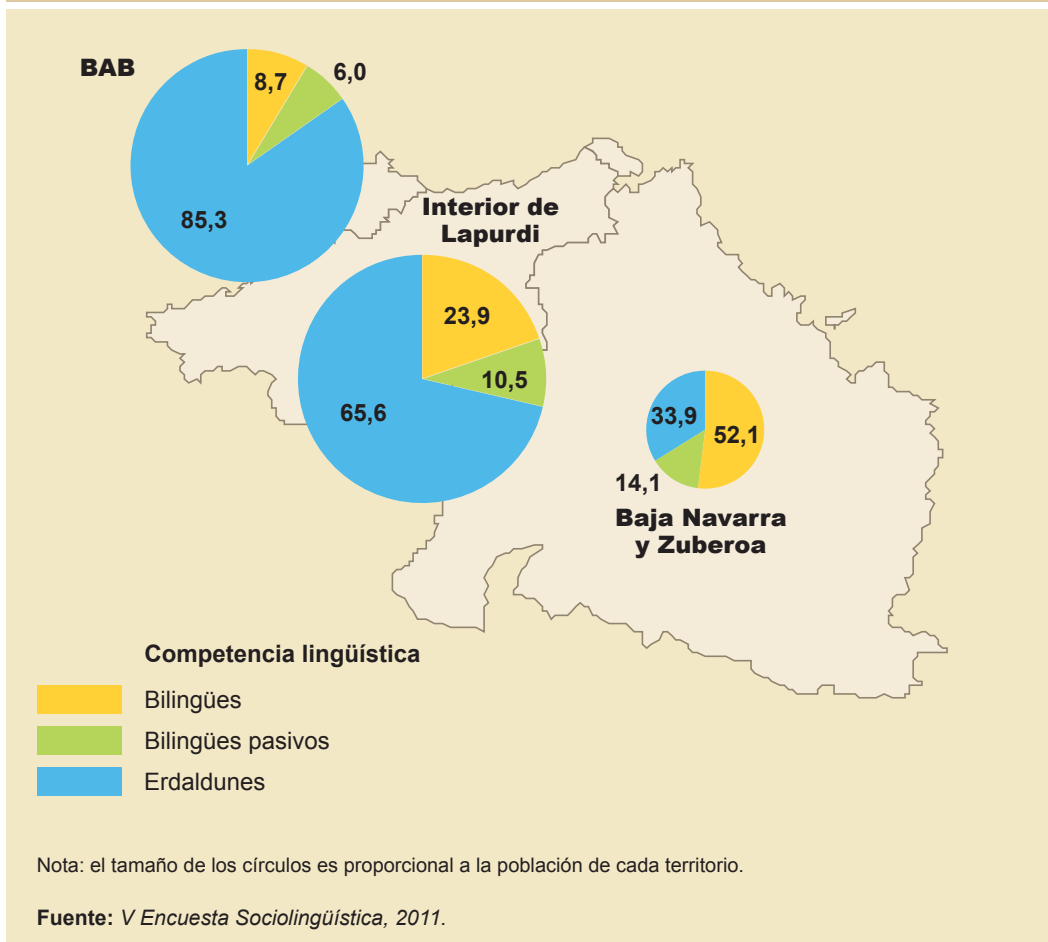 BAB
8,7
6,0
85,3
Interior de
Lapurdi
23,9
10,5
65,6
33,9
52,1
14,1
Baja Navarra
y Zuberoa
Competencia lingüística
Bilingües
Bilingües pasivos
Erdaldunes
Nota: el tamaño de los círculos es proporcional a la población de cada territorio.
Fuente: V Encuesta Sociolingüística, 2011.